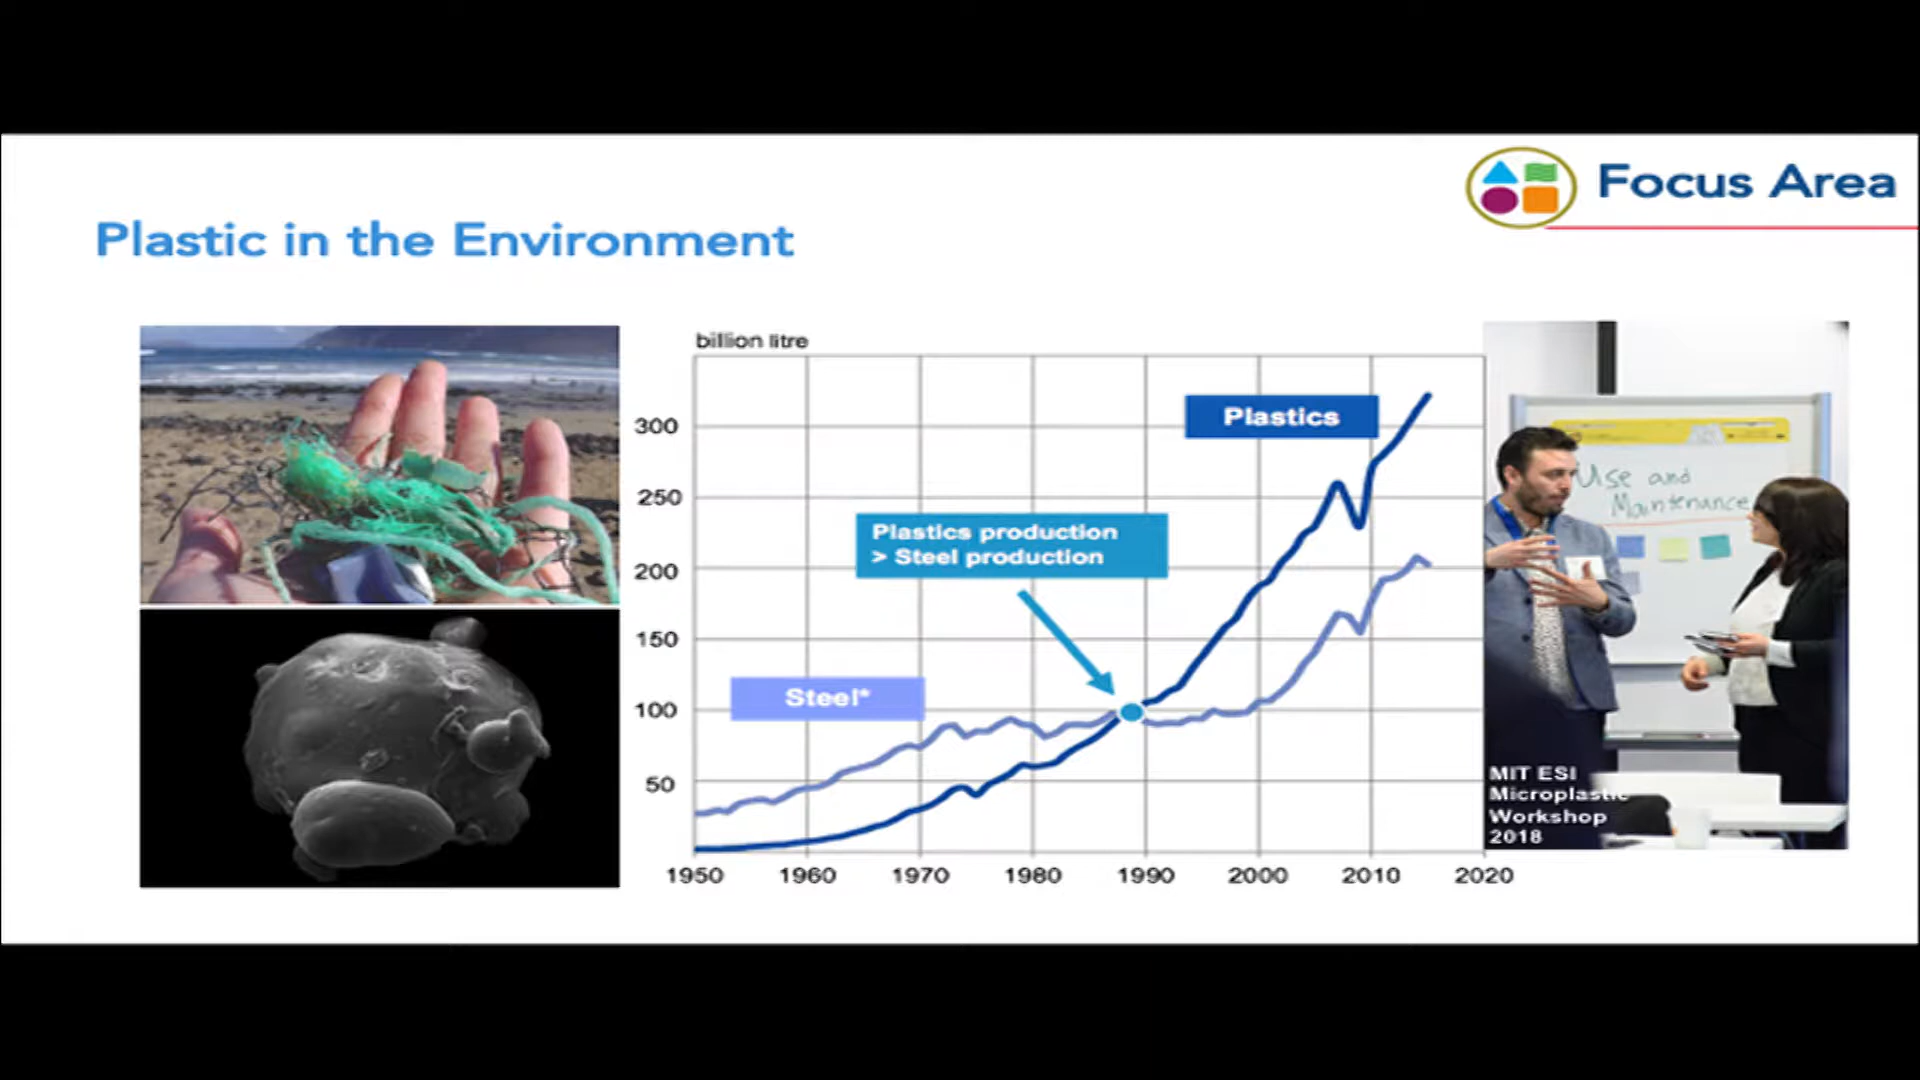 Focus Area
Plastic in the Environment
billion litre
300
250
200
150
100
50
1950 1960 1970 1980 1990 2000 2010 2020
Plastics
Plastics production
> Steel production
Steel*
Use and
Maintenance
MIT ESI
Microplastic
Workshop
2018